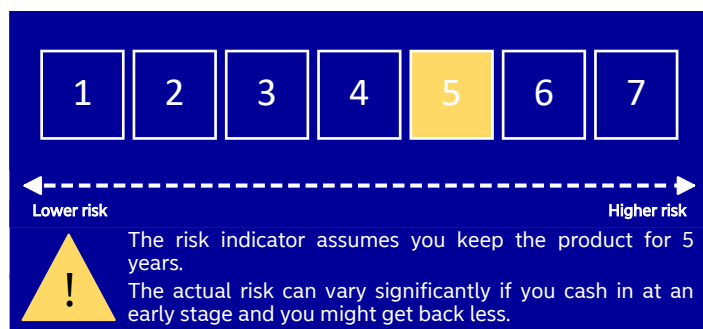 1 2 3 4 5 6 7
Lower risk Higher risk
The risk indicator assumes you keep the product for 5
years.
!
The actual risk can vary significantly if you cash in at an
early stage and you might get back less.